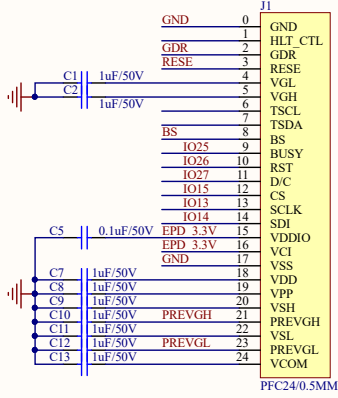 J1
GND 0 GND
1 HLT_CTL
GDR 2 GDR
RESE 3 RESE
C1 1uF/50V 4 VGL
C2 1uF/50V 5 VGH
6 TSCL
7 TSDA
BS 8 BS
IO25 9 BUSY
IO26 10 RST
IO27 11 D/C
IO15 12 CS
IO13 13 SCLK
IO14 14 SDI
C5 0.1uF/50V EPD_3.3V 15 VDDIO
EPD_3.3V 16 VCI
GND 17 VSS
C7 1uF/50V 18 VDD
C8 1uF/50V 19 VPP
C9 1uF/50V 20 VSH
C10 1uF/50V PREVGH 21 PREVGH
C11 1uF/50V 22 VSL
C12 1uF/50V PREVGL 23 PREVGL
C13 1uF/50V 24 VCOM
PFC24/0.5MM